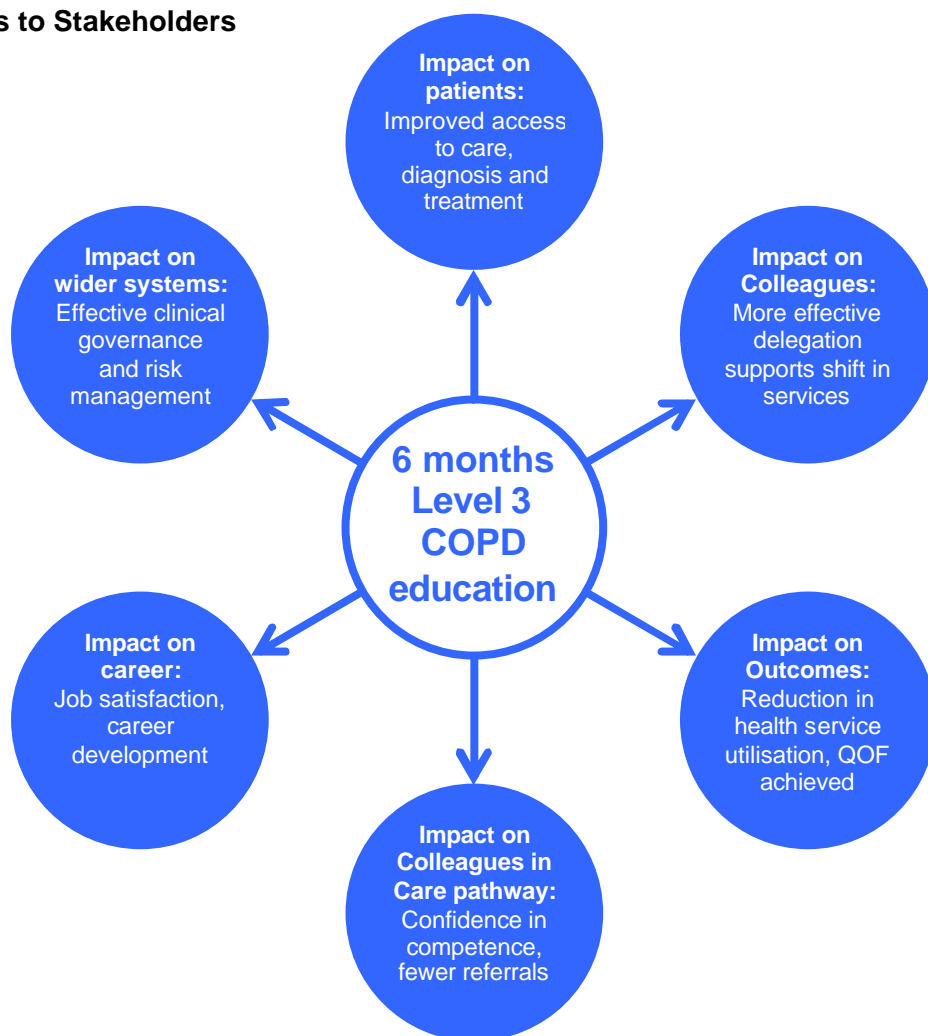 s to Stakeholders
Impact on
patients:
Improved access
to care,
diagnosis and
treatment
Impact on
wider systems:
Effective clinical
governance
and risk
management
Impact on
Colleagues:
More effective
delegation
supports shift in
services
6 months
Level 3
COPD
education
Impact on
career:
Job satisfaction,
career
development
Impact on
Outcomes:
Reduction in
health service
utilisation, QOF
achieved
Impact on
Colleagues in
Care pathway:
Confidence in
competence,
fewer referrals